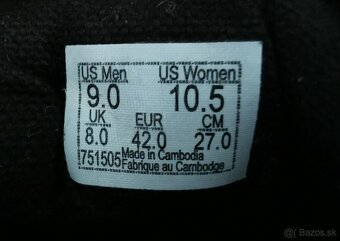 US Men US Women
9.0 10.5
UK EUR CM
8.0 42.0 27.0
751505 Made in Cambodia
Fabrique au Cambodge
Bazos.sk